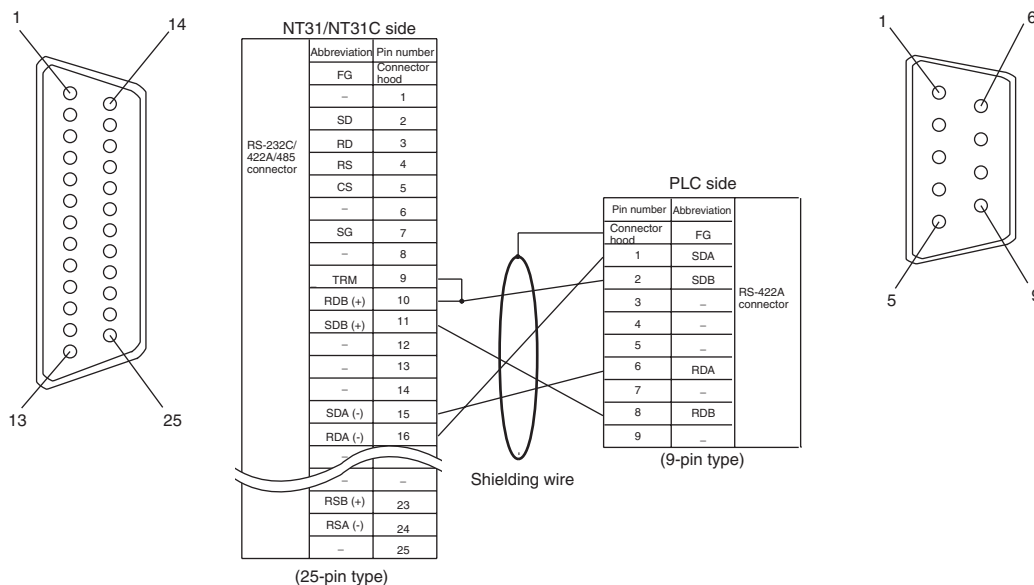 1
14
13
25
NT31/NT31C side
Abbreviation Pin number
FG Connector hood
– 1
SD 2
RD 3
RS 4
CS 5
– 6
SG 7
– 8
TRM 9
RDB (+) 10
SDB (+) 11
– 12
– 13
– 14
SDA (-) 15
RDA (-) 16
–
– –
RSB (+) 23
RSA (-) 24
– 25
RS-232C/
422A/485
connector
(25-pin type)
Shielding wire
PLC side
Pin number Abbreviation
Connector hood FG
1 SDA
2 SDB
3 –
4 –
5 –
6 RDA
7 –
8 RDB
9 –
RS-422A
connector
(9-pin type)
1
6
5
9